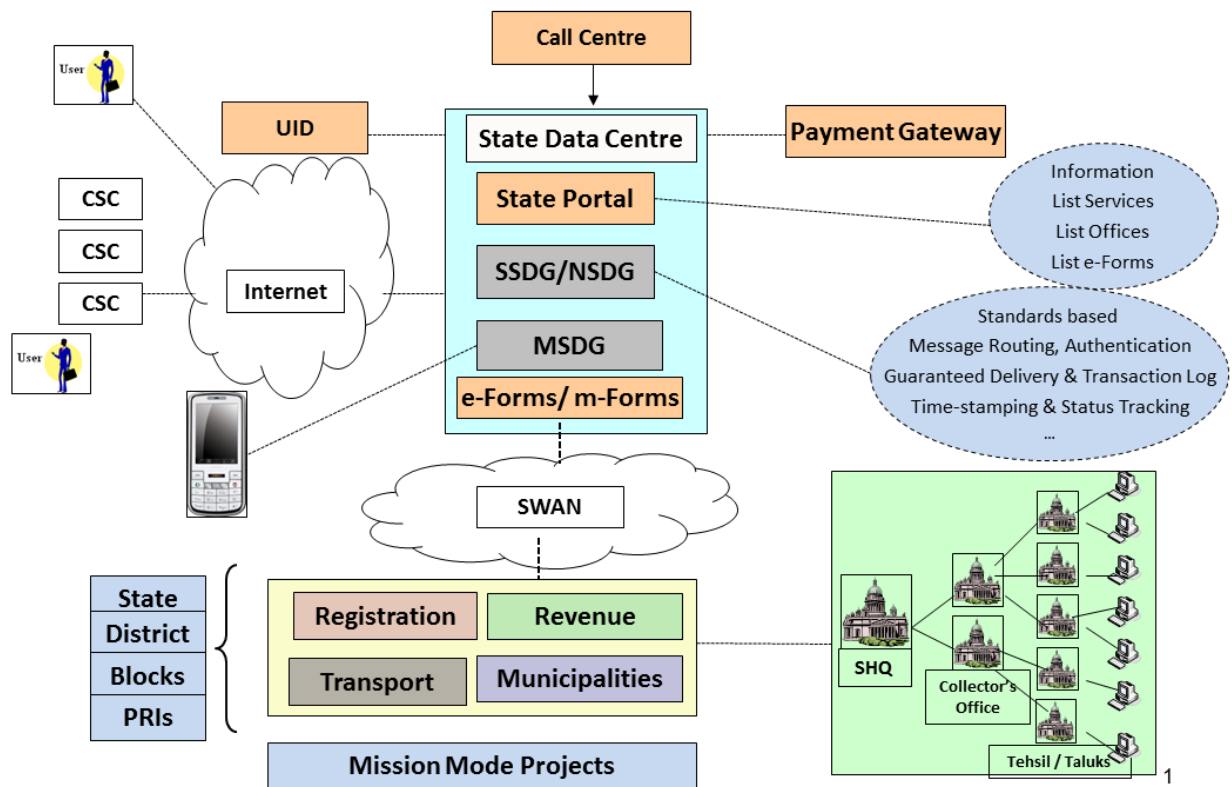 Call Centre
User
UID
State Data Centre
Payment Gateway
State Portal
Information
List Services
List Offices
List e-Forms
CSC
CSC
CSC
Internet
SSDG/NSDG
User
MSDG
e-Forms/ m-Forms
Standards based
Message Routing, Authentication
Guaranteed Delivery & Transaction Log
Time-stamping & Status Tracking
...
SWAN
State
District
Blocks
PRIs
Registration
Revenue
Transport
Municipalities
Mission Mode Projects
SHQ
Collector's
Office
Tehsil / Taluks
1